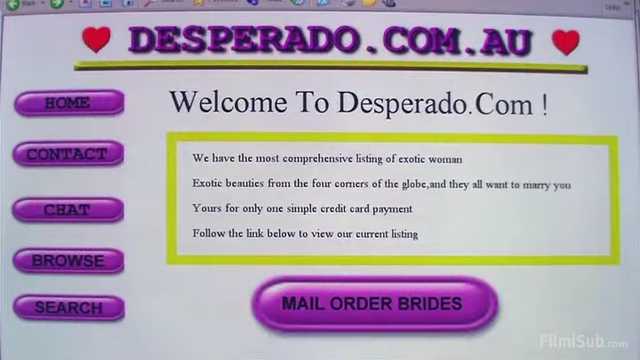 DESPERADO.COM.AU
Welcome To Desperado.Com !
HOME
CONTACT
CHAT
BROWSE
SEARCH
We have the most comprehensive listing of exotic woman
Exotic beauties from the four corners of the globe,and they all want to marry you
Yours for only one simple credit card payment
Follow the link below to view our current listing
MAIL ORDER BRIDES
FilmiSub.com